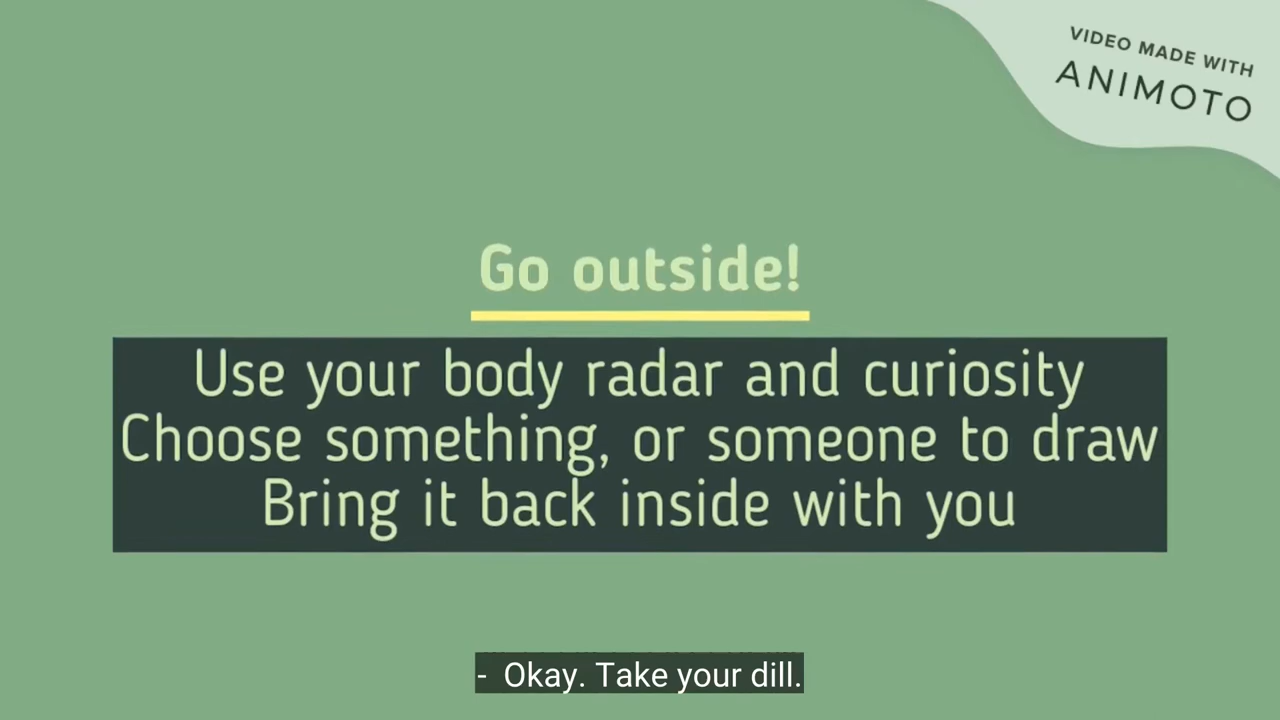 VIDEO MADE WITH
ANIMOTO
Go outside!
Use your body radar and curiosity
Choose something, or someone to draw
Bring it back inside with you
- Okay. Take your dill.